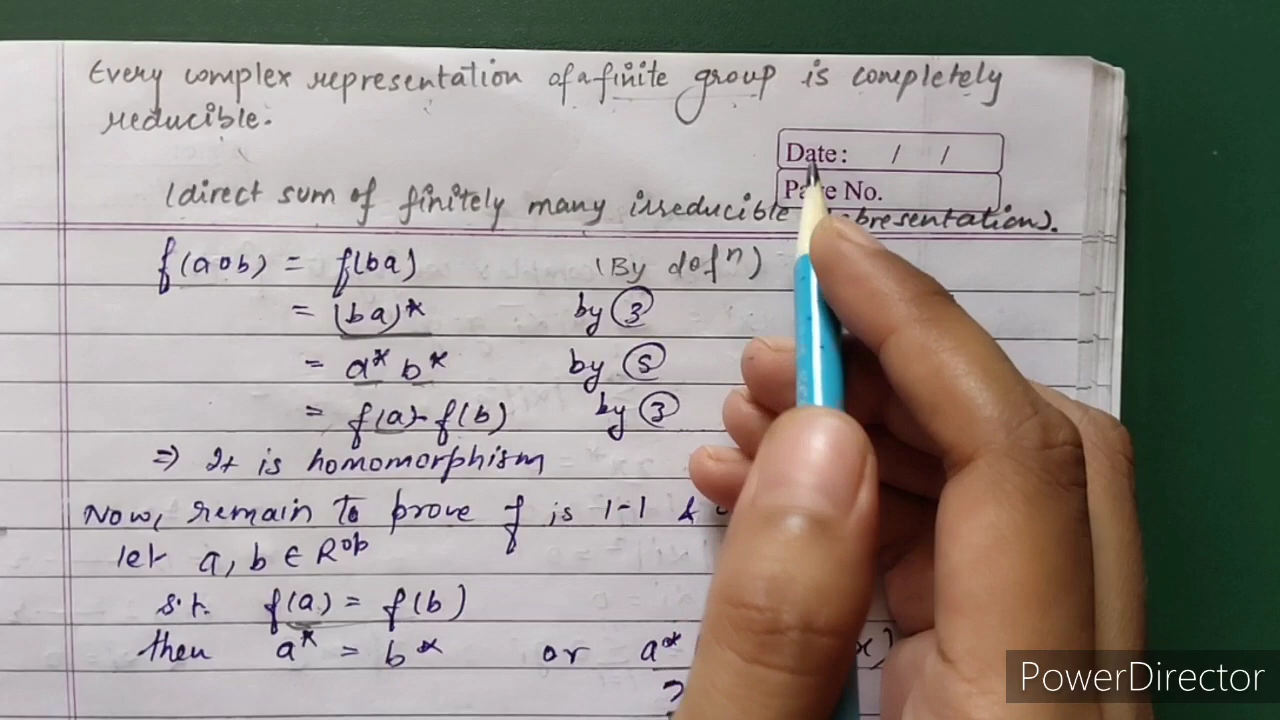 Every complex representation of a finite group is completely
reducible.
Date: / /
Page No.
(direct sum of finitely many irreducible representation).
f(aob) = f(ba) (By defⁿ)
= (ba)* by ③
= a* b* by ⑤
= f(a)·f(b) by ③
⇒ It is homomorphism
Now, remain to prove f is 1-1 &
let a, b ∈ R^op
s.t. f(a) = f(b)
then a* = b* or a*
PowerDirector